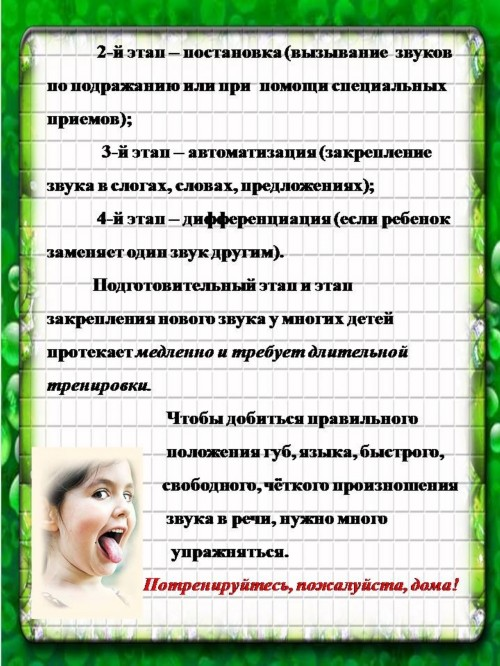 2-й этап – постановка (вызывание звуков
по подражанию или при помощи специальных
приемов);
3-й этап – автоматизация (закрепление
звука в слогах, словах, предложениях);
4-й этап – дифференциация (если ребенок
заменяет один звук другим).
Подготовительный этап и этап
закрепления нового звука у многих детей
протекает медленно и требует длительной
тренировки.
Чтобы добиться правильного
положения губ, языка, быстрого,
свободного, чёткого произношения
звука в речи, нужно много
упражняться.
Потренируйтесь, пожалуйста, дома!